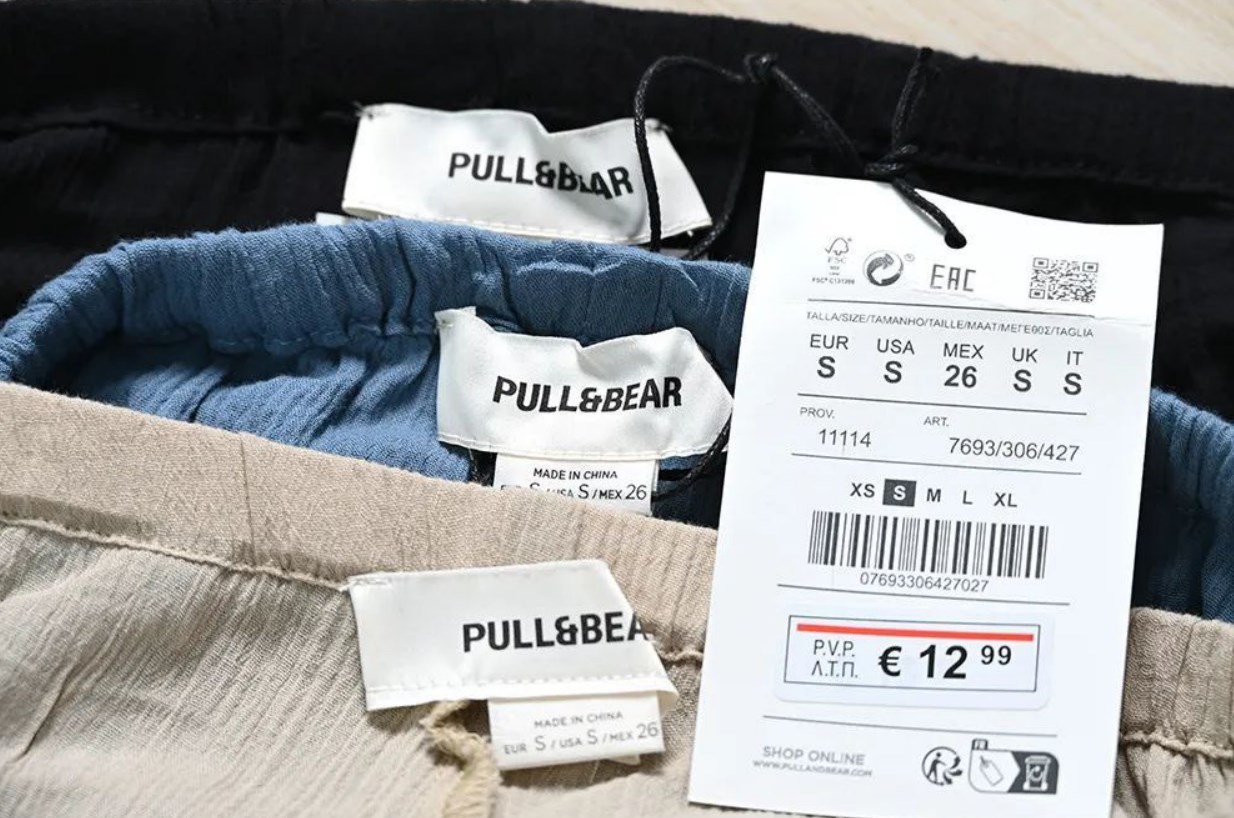 PULL&BEAR
PULL&BEAR
MADE IN CHINA
S / USA S / MEX 26
PULL&BEA
MADE IN CHINA
EUR S / USA S / MEX 26
FSC
EAC
TALLA/SIZE/TAMANHO/TAILLE/MAAT/ΜΕΓΕΘΟΣ/TAGLIA
EUR USA MEX UK IT
S S 26 S S
PROV. ART.
11114 7693/306/427
XS S M L XL
07693306427027
P.V.P.
Λ.Τ.Π. € 12 99
SHOP ONLINE
WWW.PULLANDBEAR.COM
FR